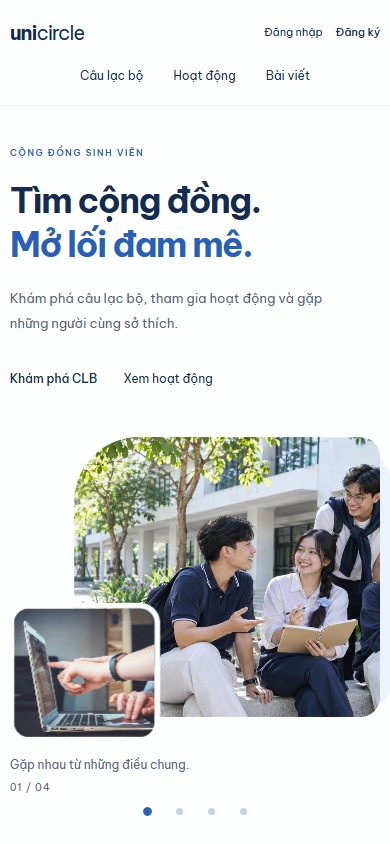 unicircle
Đăng nhập Đăng ký
Câu lạc bộ Hoạt động Bài viết
CỘNG ĐỒNG SINH VIÊN
Tìm cộng đồng.
Mở lối đam mê.
Khám phá câu lạc bộ, tham gia hoạt động và gặp
những người cùng sở thích.
Khám phá CLB Xem hoạt động
Gặp nhau từ những điều chung.
01 / 04